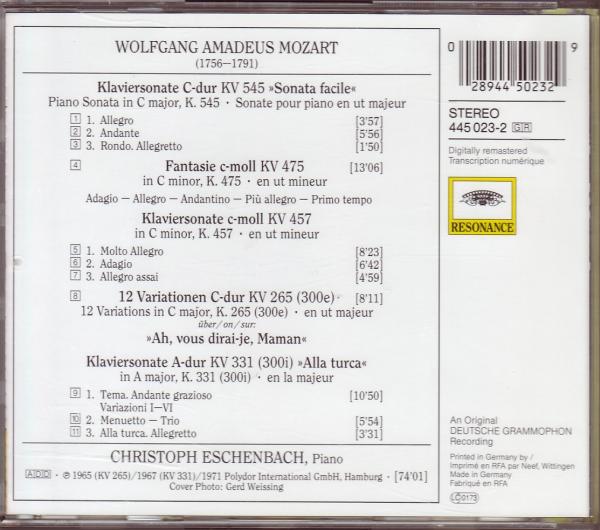 WOLFGANG AMADEUS MOZART
(1756–1791)
Klaviersonate C-dur KV 545 »Sonata facile«
Piano Sonata in C major, K. 545 · Sonate pour piano en ut majeur
1 1. Allegro [3'57]
2 2. Andante [5'56]
3 3. Rondo. Allegretto [1'50]
4 Fantasie c-moll KV 475 [13'06]
in C minor, K. 475 · en ut mineur
Adagio – Allegro – Andantino – Più allegro – Primo tempo
Klaviersonate c-moll KV 457
in C minor, K. 457 · en ut mineur
5 1. Molto Allegro [8'23]
6 2. Adagio [6'42]
7 3. Allegro assai [4'59]
8 12 Variationen C-dur KV 265 (300e) · [8'11]
12 Variations in C major, K. 265 (300e) · en ut majeur
über/on/sur:
»Ah, vous dirai-je, Maman«
Klaviersonate A-dur KV 331 (300i) »Alla turca«
in A major, K. 331 (300i) · en la majeur
9 1. Tema. Andante grazioso [10'50]
Variazioni I–VI
10 2. Menuetto – Trio [5'54]
11 3. Alla turca. Allegretto [3'31]
CHRISTOPH ESCHENBACH, Piano
ADD · ℗ 1965 (KV 265)/1967 (KV 331)/1971 Polydor International GmbH, Hamburg · [74'01]
Cover Photo: Gerd Weissing
0 28944 50232 9
STEREO
445 023-2 GR
Digitally remastered
Transcription numérique
RESONANCE
An Original
DEUTSCHE GRAMMOPHON
Recording
Printed in Germany by /
Imprimé en RFA par Neef, Wittingen
Made in Germany
Fabriqué en RFA
LC 0173